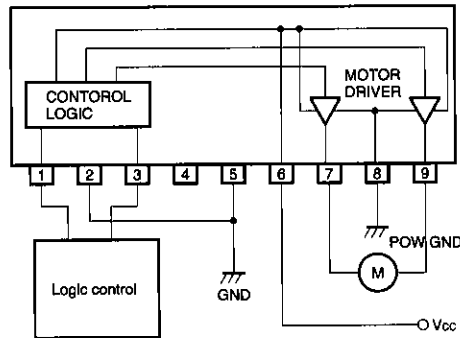 CONTOROL
LOGIC
MOTOR
DRIVER
1
2
3
4
5
6
7
8
9
Logic control
GND
POW GND
M
Vcc